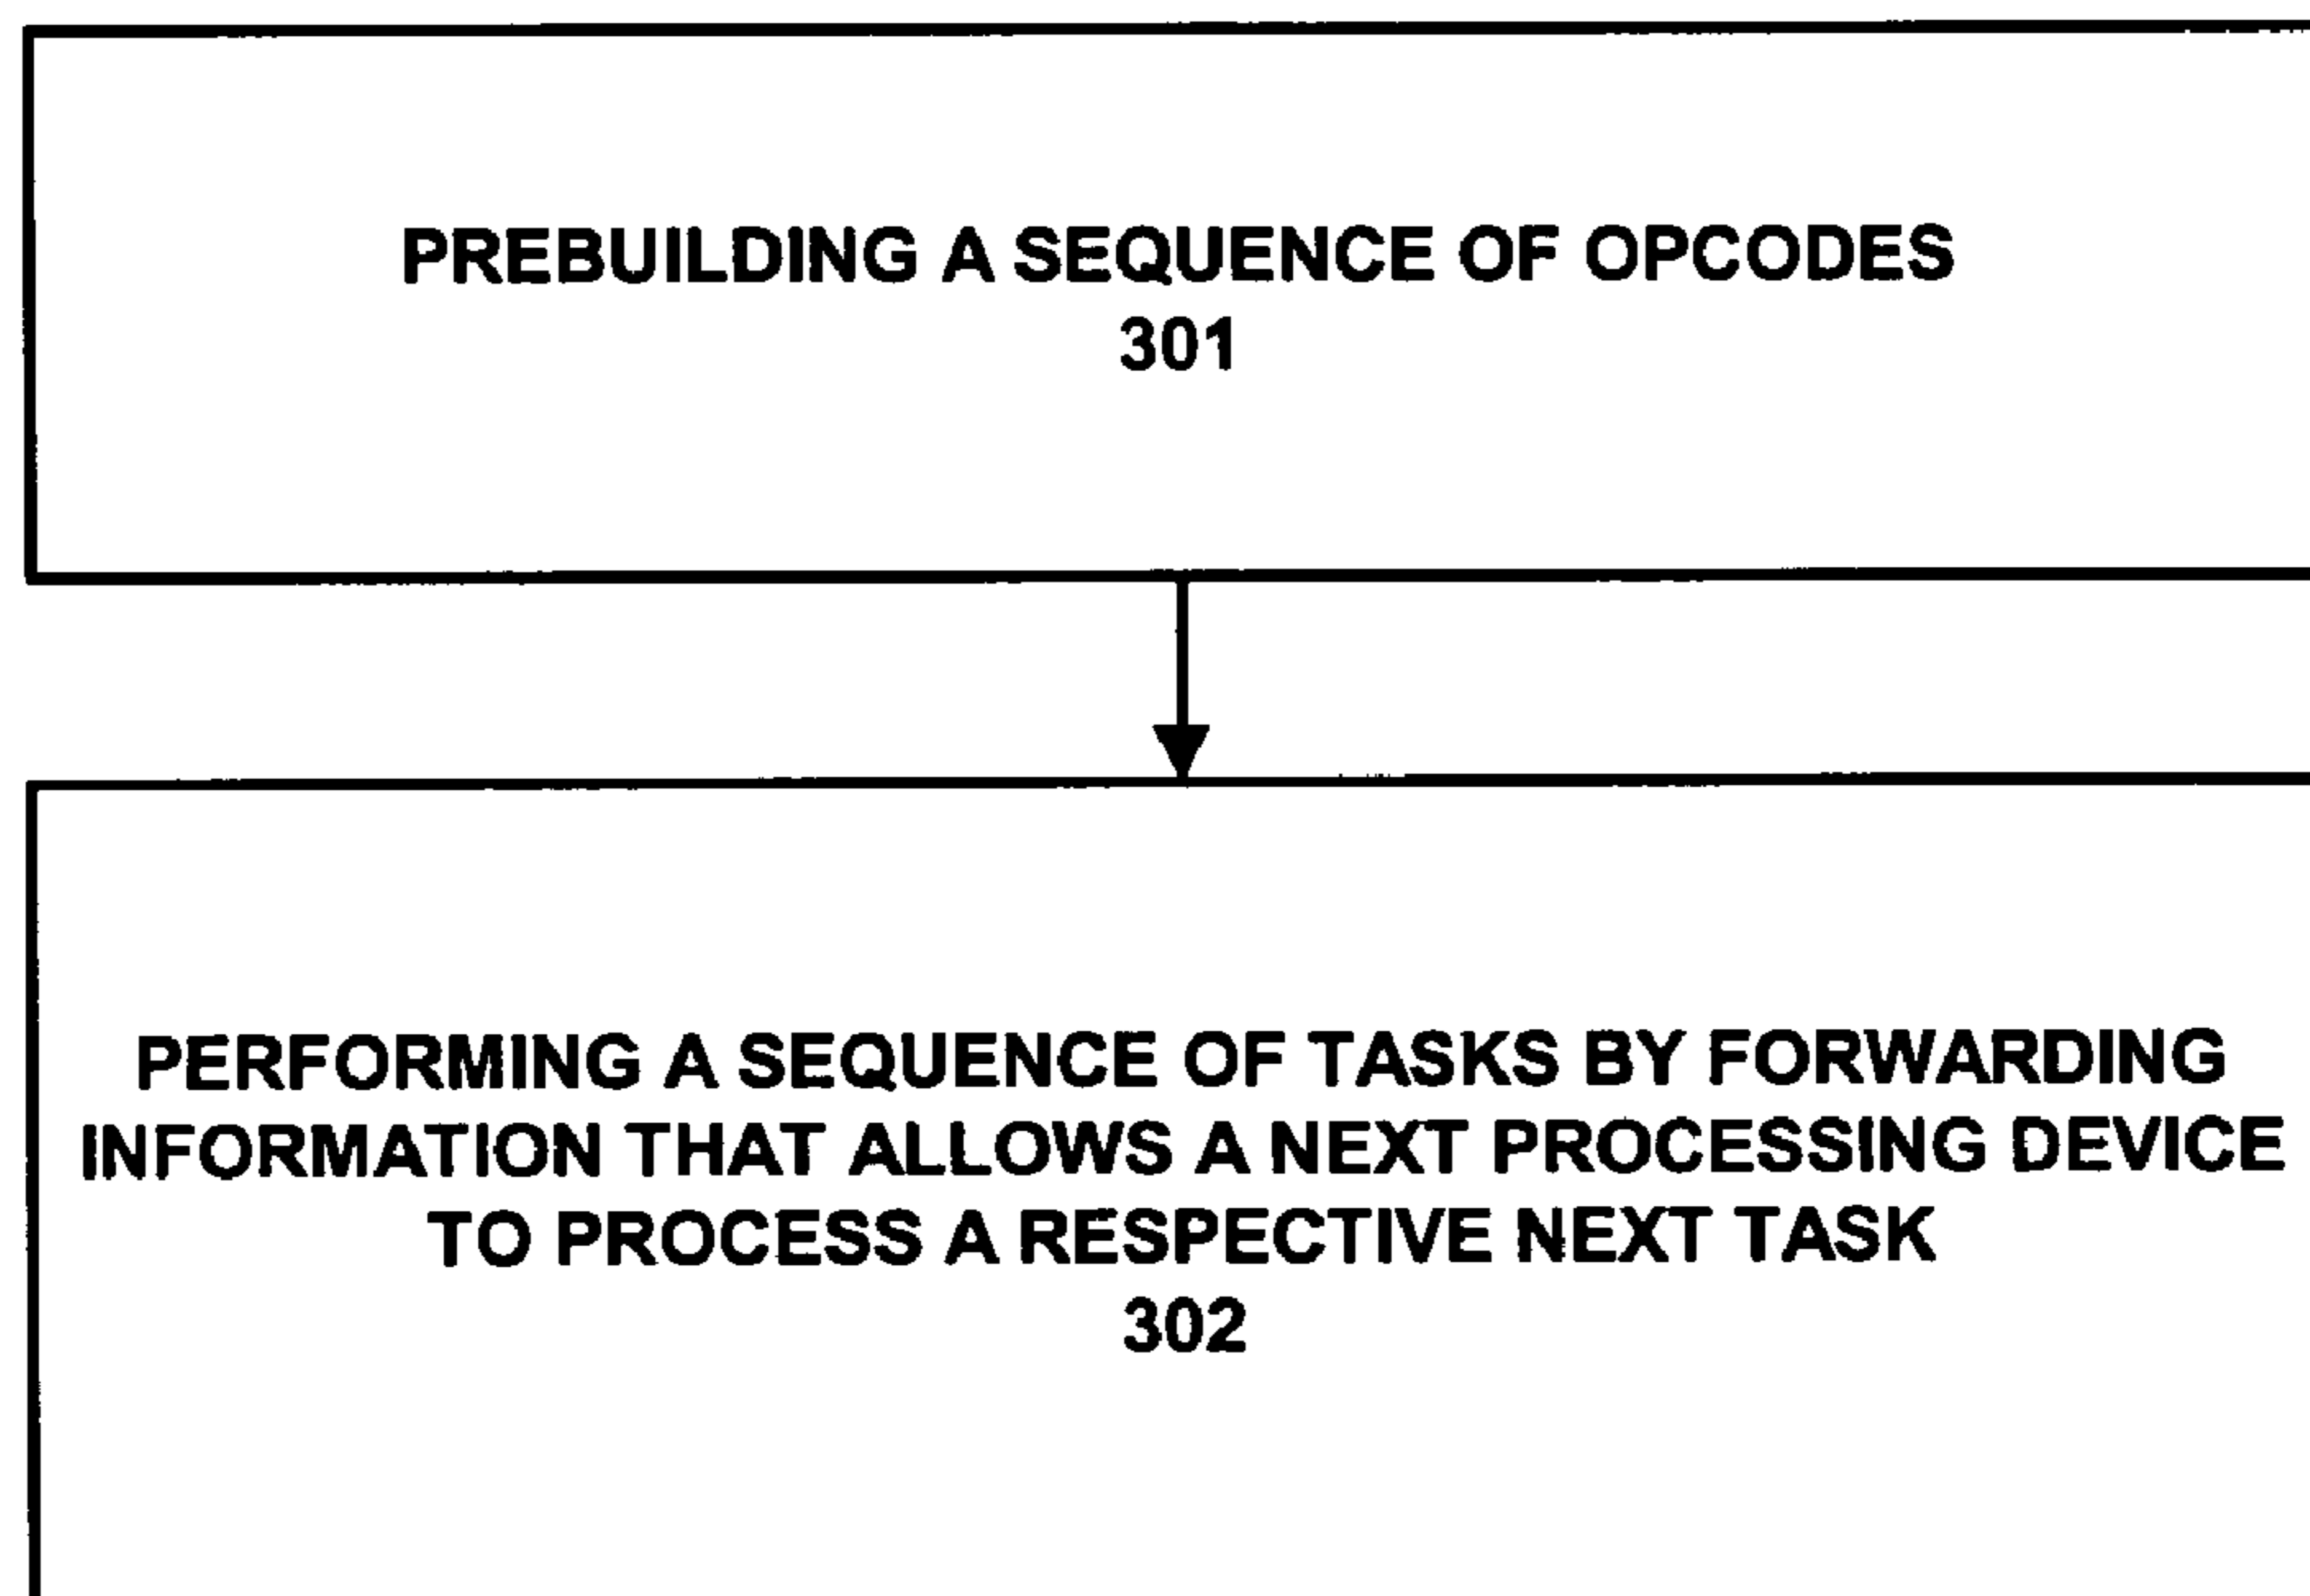 PREBUILDING A SEQUENCE OF OPCODES
301
PERFORMING A SEQUENCE OF TASKS BY FORWARDING
INFORMATION THAT ALLOWS A NEXT PROCESSING DEVICE
TO PROCESS A RESPECTIVE NEXT TASK
302